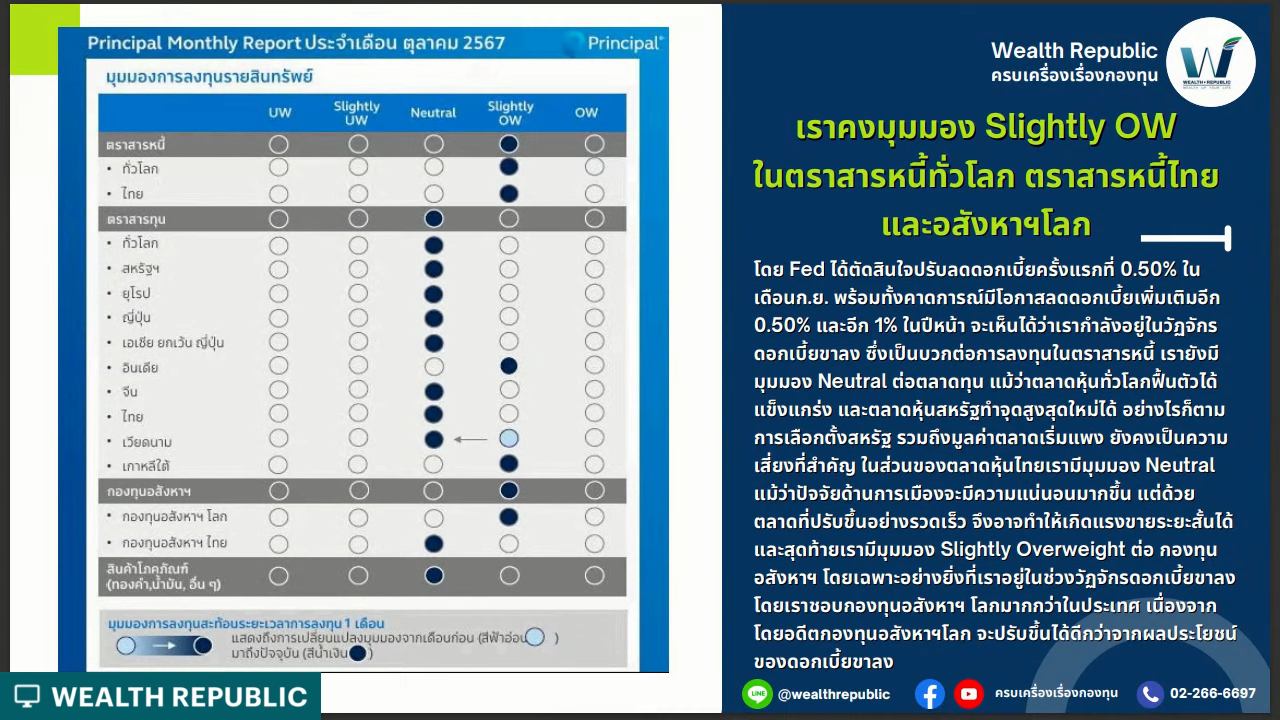 Principal Monthly Report ประจำเดือน ตุลาคม 2567
Principal®
มุมมองการลงทุนรายสินทรัพย์
UW
Slightly UW
Neutral
Slightly OW
OW
ตราสารหนี้
• ทั่วโลก
• ไทย
ตราสารทุน
• ทั่วโลก
• สหรัฐฯ
• ยุโรป
• ญี่ปุ่น
• เอเชีย ยกเว้น ญี่ปุ่น
• อินเดีย
• จีน
• ไทย
• เวียดนาม
• เกาหลีใต้
กองทุนอสังหาฯ
• กองทุนอสังหาฯ โลก
• กองทุนอสังหาฯ ไทย
สินค้าโภคภัณฑ์
(ทองคำ,น้ำมัน, อื่น ๆ)
มุมมองการลงทุนสะท้อนระยะเวลาการลงทุน 1 เดือน
แสดงถึงการเปลี่ยนแปลงมุมมองจากเดือนก่อน (สีฟ้าอ่อน )
มาถึงปัจจุบัน (สีน้ำเงิน )
WEALTH REPUBLIC
Wealth Republic
ครบเครื่องเรื่องกองทุน
WEALTH REPUBLIC
เราคงมุมมอง Slightly OW
ในตราสารหนี้ทั่วโลก ตราสารหนี้ไทย
และอสังหาฯโลก
โดย Fed ได้ตัดสินใจปรับลดดอกเบี้ยครั้งแรกที่ 0.50% ใน
เดือนก.ย. พร้อมทั้งคาดการณ์มีโอกาสลดดอกเบี้ยเพิ่มเติมอีก
0.50% และอีก 1% ในปีหน้า จะเห็นได้ว่าเรากำลังอยู่ในวัฏจักร
ดอกเบี้ยขาลง ซึ่งเป็นบวกต่อการลงทุนในตราสารหนี้ เรายังมี
มุมมอง Neutral ต่อตลาดทุน แม้ว่าตลาดหุ้นทั่วโลกฟื้นตัวได้
แข็งแกร่ง และตลาดหุ้นสหรัฐทำจุดสูงสุดใหม่ได้ อย่างไรก็ตาม
การเลือกตั้งสหรัฐ รวมถึงมูลค่าตลาดเริ่มแพง ยังคงเป็นความ
เสี่ยงที่สำคัญ ในส่วนของตลาดหุ้นไทยเรามีมุมมอง Neutral
แม้ว่าปัจจัยด้านการเมืองจะมีความแน่นอนมากขึ้น แต่ด้วย
ตลาดที่ปรับขึ้นอย่างรวดเร็ว จึงอาจทำให้เกิดแรงขายระยะสั้นได้
และสุดท้ายเรามีมุมมอง Slightly Overweight ต่อ กองทุน
อสังหาฯ โดยเฉพาะอย่างยิ่งที่เราอยู่ในช่วงวัฏจักรดอกเบี้ยขาลง
โดยเราชอบกองทุนอสังหาฯ โลกมากกว่าในประเทศ เนื่องจาก
โดยอดีตกองทุนอสังหาฯโลก จะปรับขึ้นได้ดีกว่าจากผลประโยชน์
ของดอกเบี้ยขาลง
LINE @wealthrepublic
ครบเครื่องเรื่องกองทุน
02-266-6697